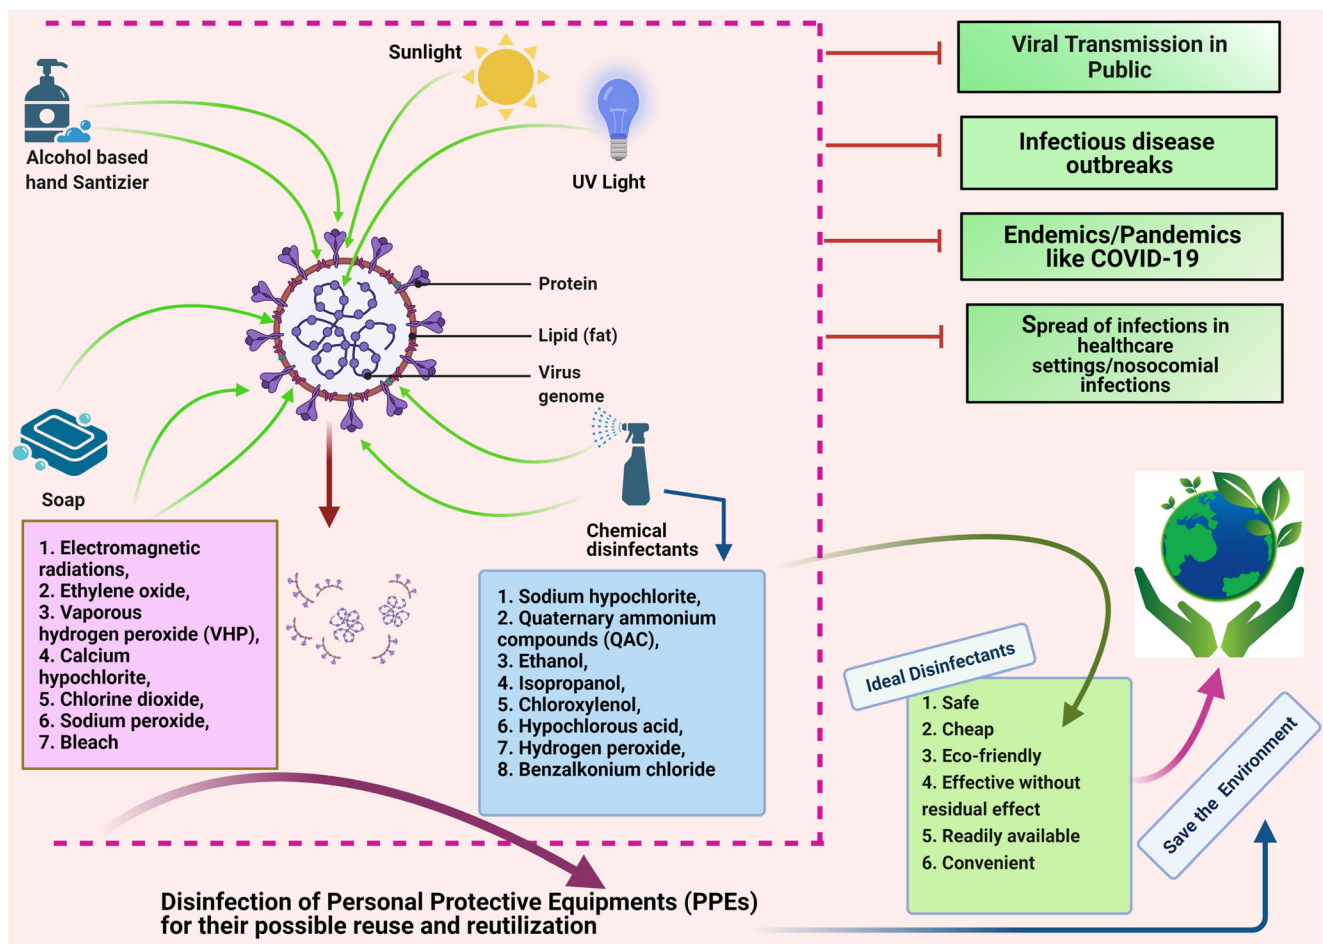 Sunlight
Alcohol based
hand Santizier
UV Light
Protein
Lipid (fat)
Virus
genome
Soap
Chemical
disinfectants
1. Electromagnetic
radiations,
2. Ethylene oxide,
3. Vaporous
hydrogen peroxide (VHP),
4. Calcium
hypochlorite,
5. Chlorine dioxide,
6. Sodium peroxide,
7. Bleach
1. Sodium hypochlorite,
2. Quaternary ammonium
compounds (QAC),
3. Ethanol,
4. Isopropanol,
5. Chloroxylenol,
6. Hypochlorous acid,
7. Hydrogen peroxide,
8. Benzalkonium chloride
Viral Transmission in
Public
Infectious disease
outbreaks
Endemics/Pandemics
like COVID-19
Spread of infections in
healthcare
settings/nosocomial
infections
Ideal Disinfectants
1. Safe
2. Cheap
3. Eco-friendly
4. Effective without
residual effect
5. Readily available
6. Convenient
Save the Environment
Disinfection of Personal Protective Equipments (PPEs)
for their possible reuse and reutilization